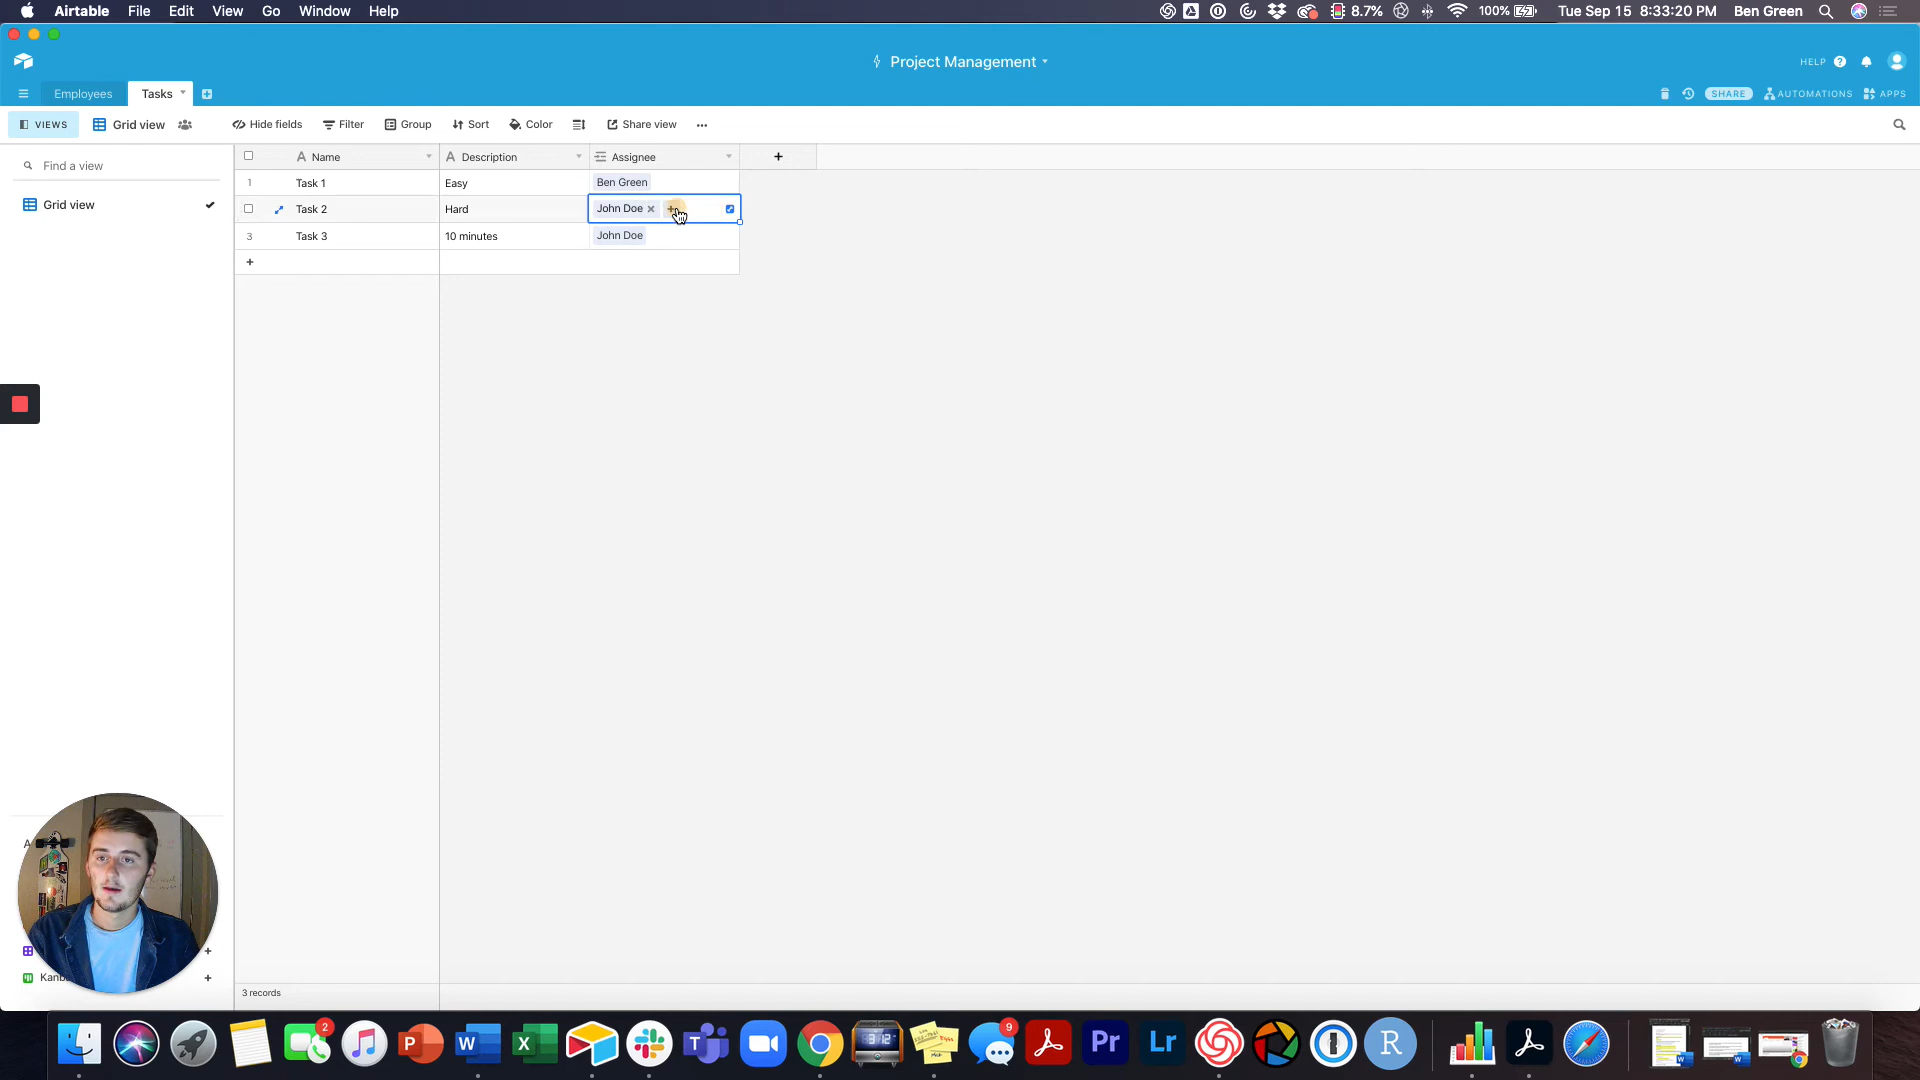 Airtable File Edit View Go Window Help
8.7% 100% Tue Sep 15 8:33:20 PM Ben Green
Project Management
HELP
Employees Tasks
SHARE AUTOMATIONS APPS
VIEWS Grid view Hide fields Filter Group Sort Color Share view
Find a view
Grid view
Name Description Assignee
1 Task 1 Easy Ben Green
Task 2 Hard John Doe
3 Task 3 10 minutes John Doe
3 records
2
9